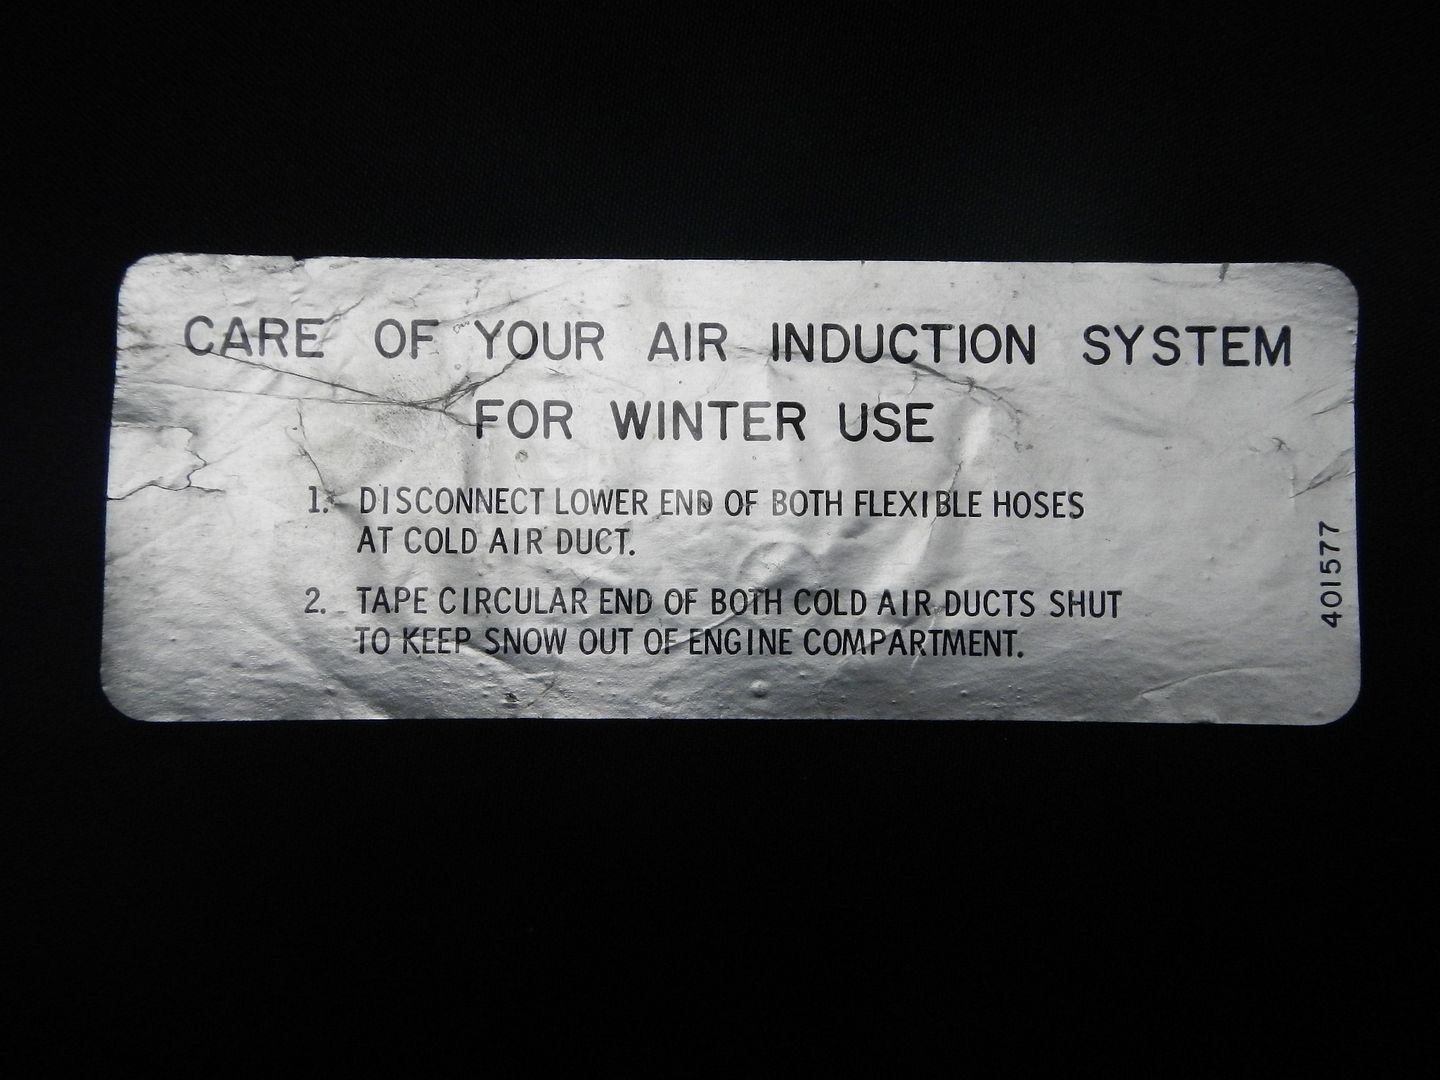 CARE OF YOUR AIR INDUCTION SYSTEM
FOR WINTER USE
1. DISCONNECT LOWER END OF BOTH FLEXIBLE HOSES
AT COLD AIR DUCT.
2. TAPE CIRCULAR END OF BOTH COLD AIR DUCTS SHUT
TO KEEP SNOW OUT OF ENGINE COMPARTMENT.
401577